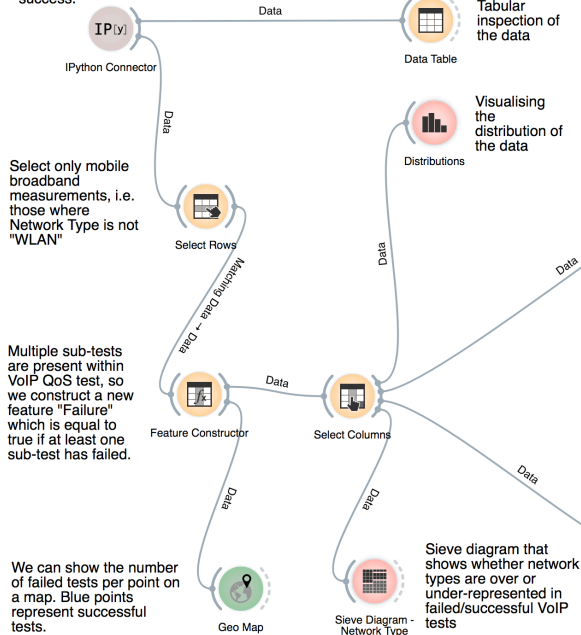 success.
Data
Tabular
inspection of
the data
IP[y]
IPython Connector
Data Table
Data
Visualising
the
distribution of
the data
Distributions
Select only mobile
broadband
measurements, i.e.
those where
Network Type is not
"WLAN"
Select Rows
Data
Data
Matching Data → Data
Multiple sub-tests
are present within
VoIP QoS test, so
we construct a new
feature "Failure"
which is equal to
true if at least one
sub-test has failed.
fx
Data
Feature Constructor
Select Columns
Data
Data
Data
We can show the number
of failed tests per point on
a map. Blue points
represent successful
tests.
Geo Map
Sieve Diagram -
Network Type
Sieve diagram that
shows whether network
types are over or
under-represented in
failed/successful VoIP
tests